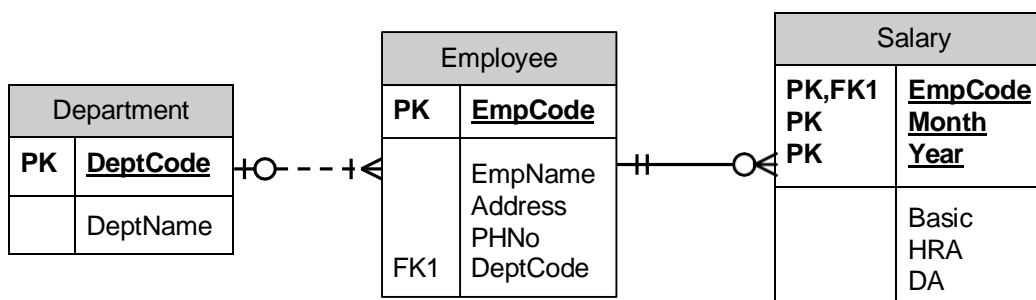 Department
PK DeptCode
DeptName
Employee
PK EmpCode
EmpName
Address
PHNo
FK1 DeptCode
Salary
PK,FK1 EmpCode
PK Month
PK Year
Basic
HRA
DA